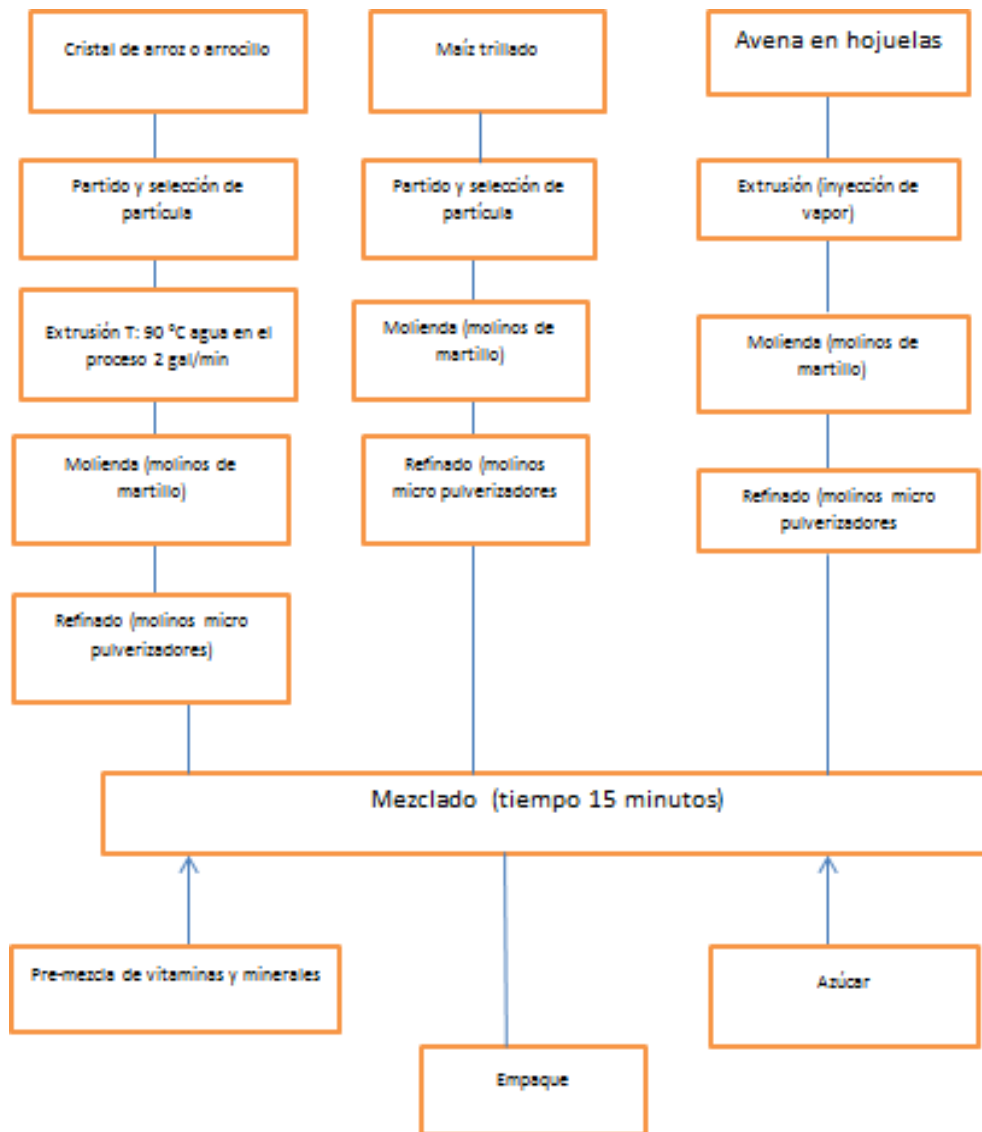 Cristal de arroz o arrocillo
Partido y selección de
partícula
Extrusión T: 90 °C agua en el
proceso 2 gal/min
Molienda (molinos de
martillo)
Refinado (molinos micro
pulverizadores)
Maíz trillado
Partido y selección de
partícula
Molienda (molinos de
martillo)
Refinado (molinos
micro pulverizadores
Avena en hojuelas
Extrusión (inyección de
vapor)
Molienda (molinos de
martillo)
Refinado (molinos micro
pulverizadores
Mezclado (tiempo 15 minutos)
Pre-mezcla de vitaminas y minerales
Azúcar
Empaque